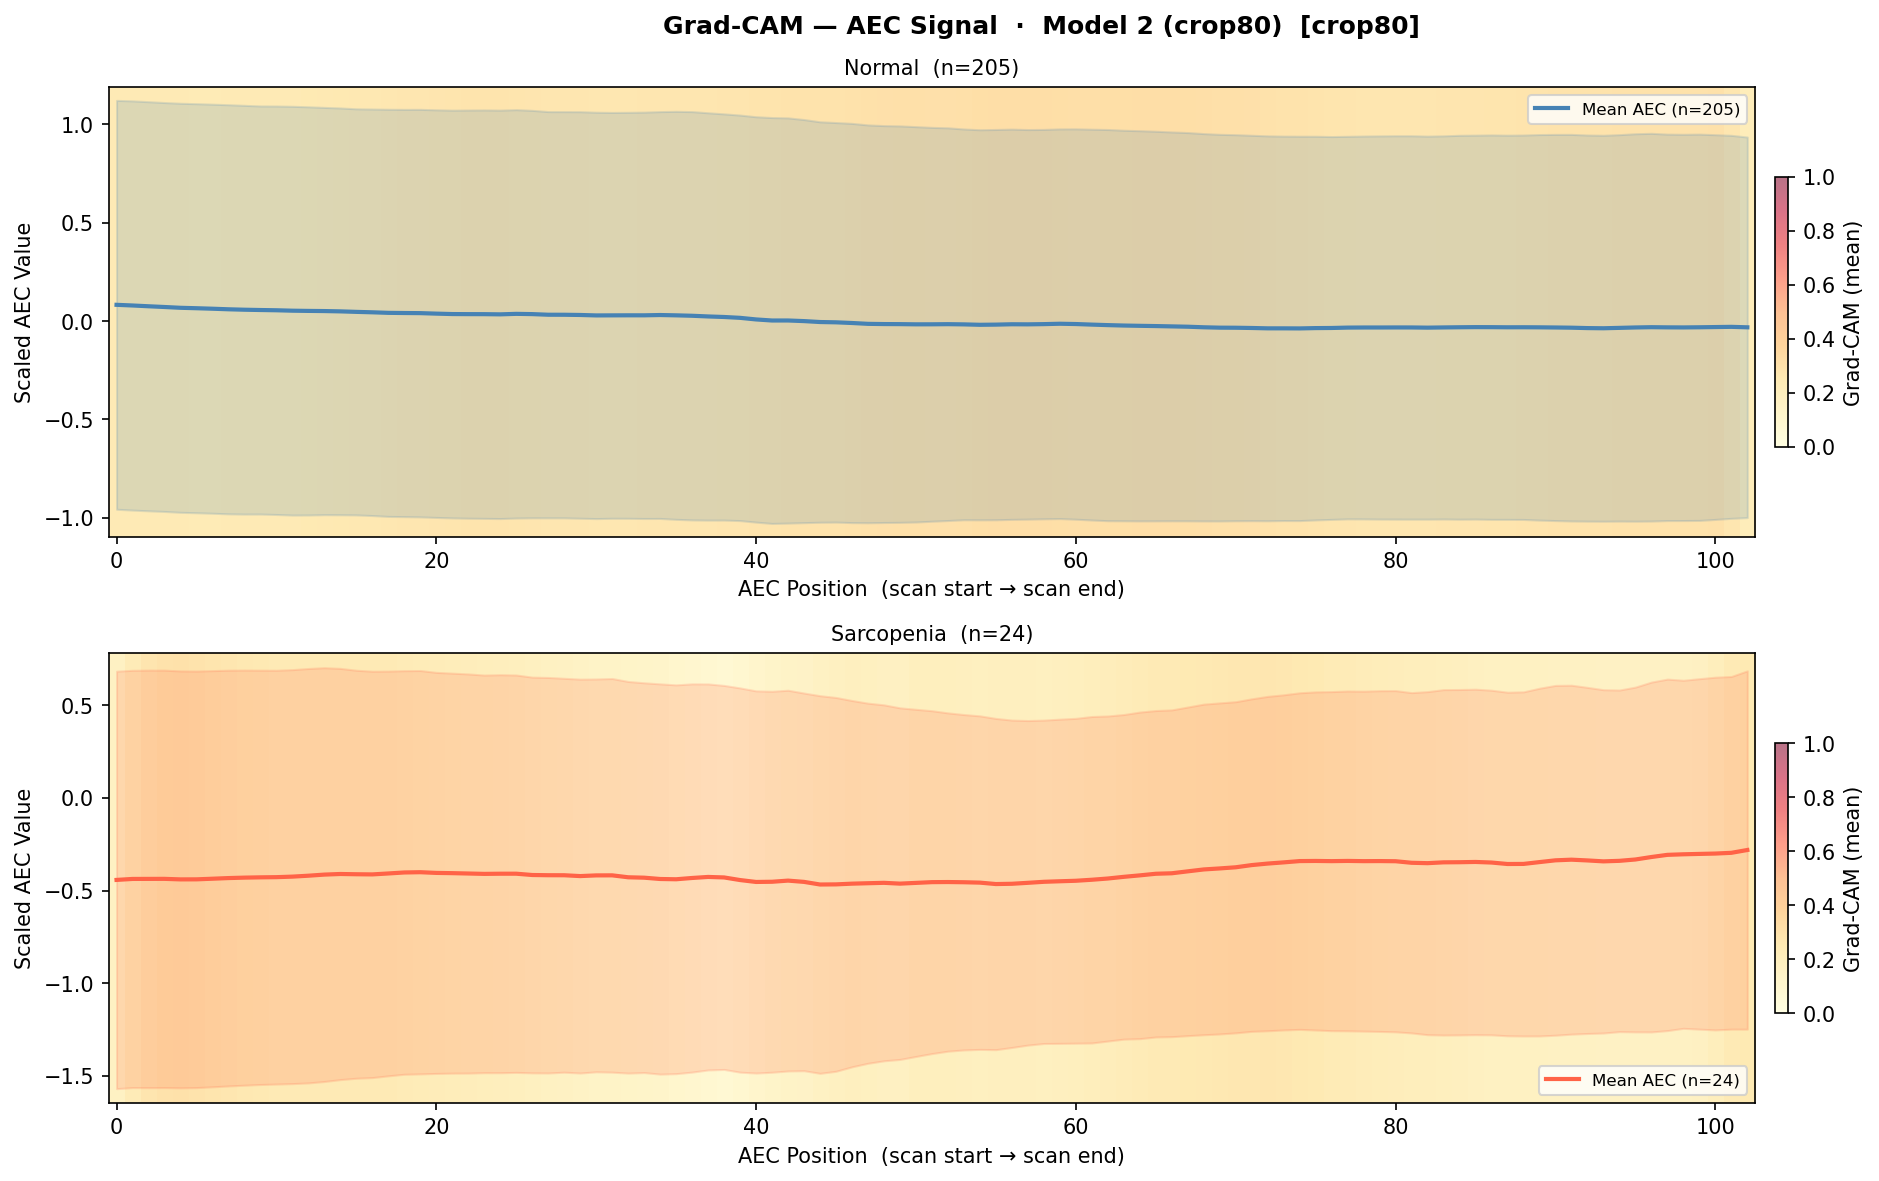 Grad-CAM — AEC Signal · Model 2 (crop80) [crop80]
Normal (n=205)
Mean AEC (n=205)
Scaled AEC Value
1.0
0.5
0.0
−0.5
−1.0
0 20 40 60 80 100
AEC Position (scan start → scan end)
1.0
0.8
0.6
0.4
0.2
0.0
Grad-CAM (mean)
Sarcopenia (n=24)
Scaled AEC Value
0.5
0.0
−0.5
−1.0
−1.5
Mean AEC (n=24)
0 20 40 60 80 100
AEC Position (scan start → scan end)
1.0
0.8
0.6
0.4
0.2
0.0
Grad-CAM (mean)